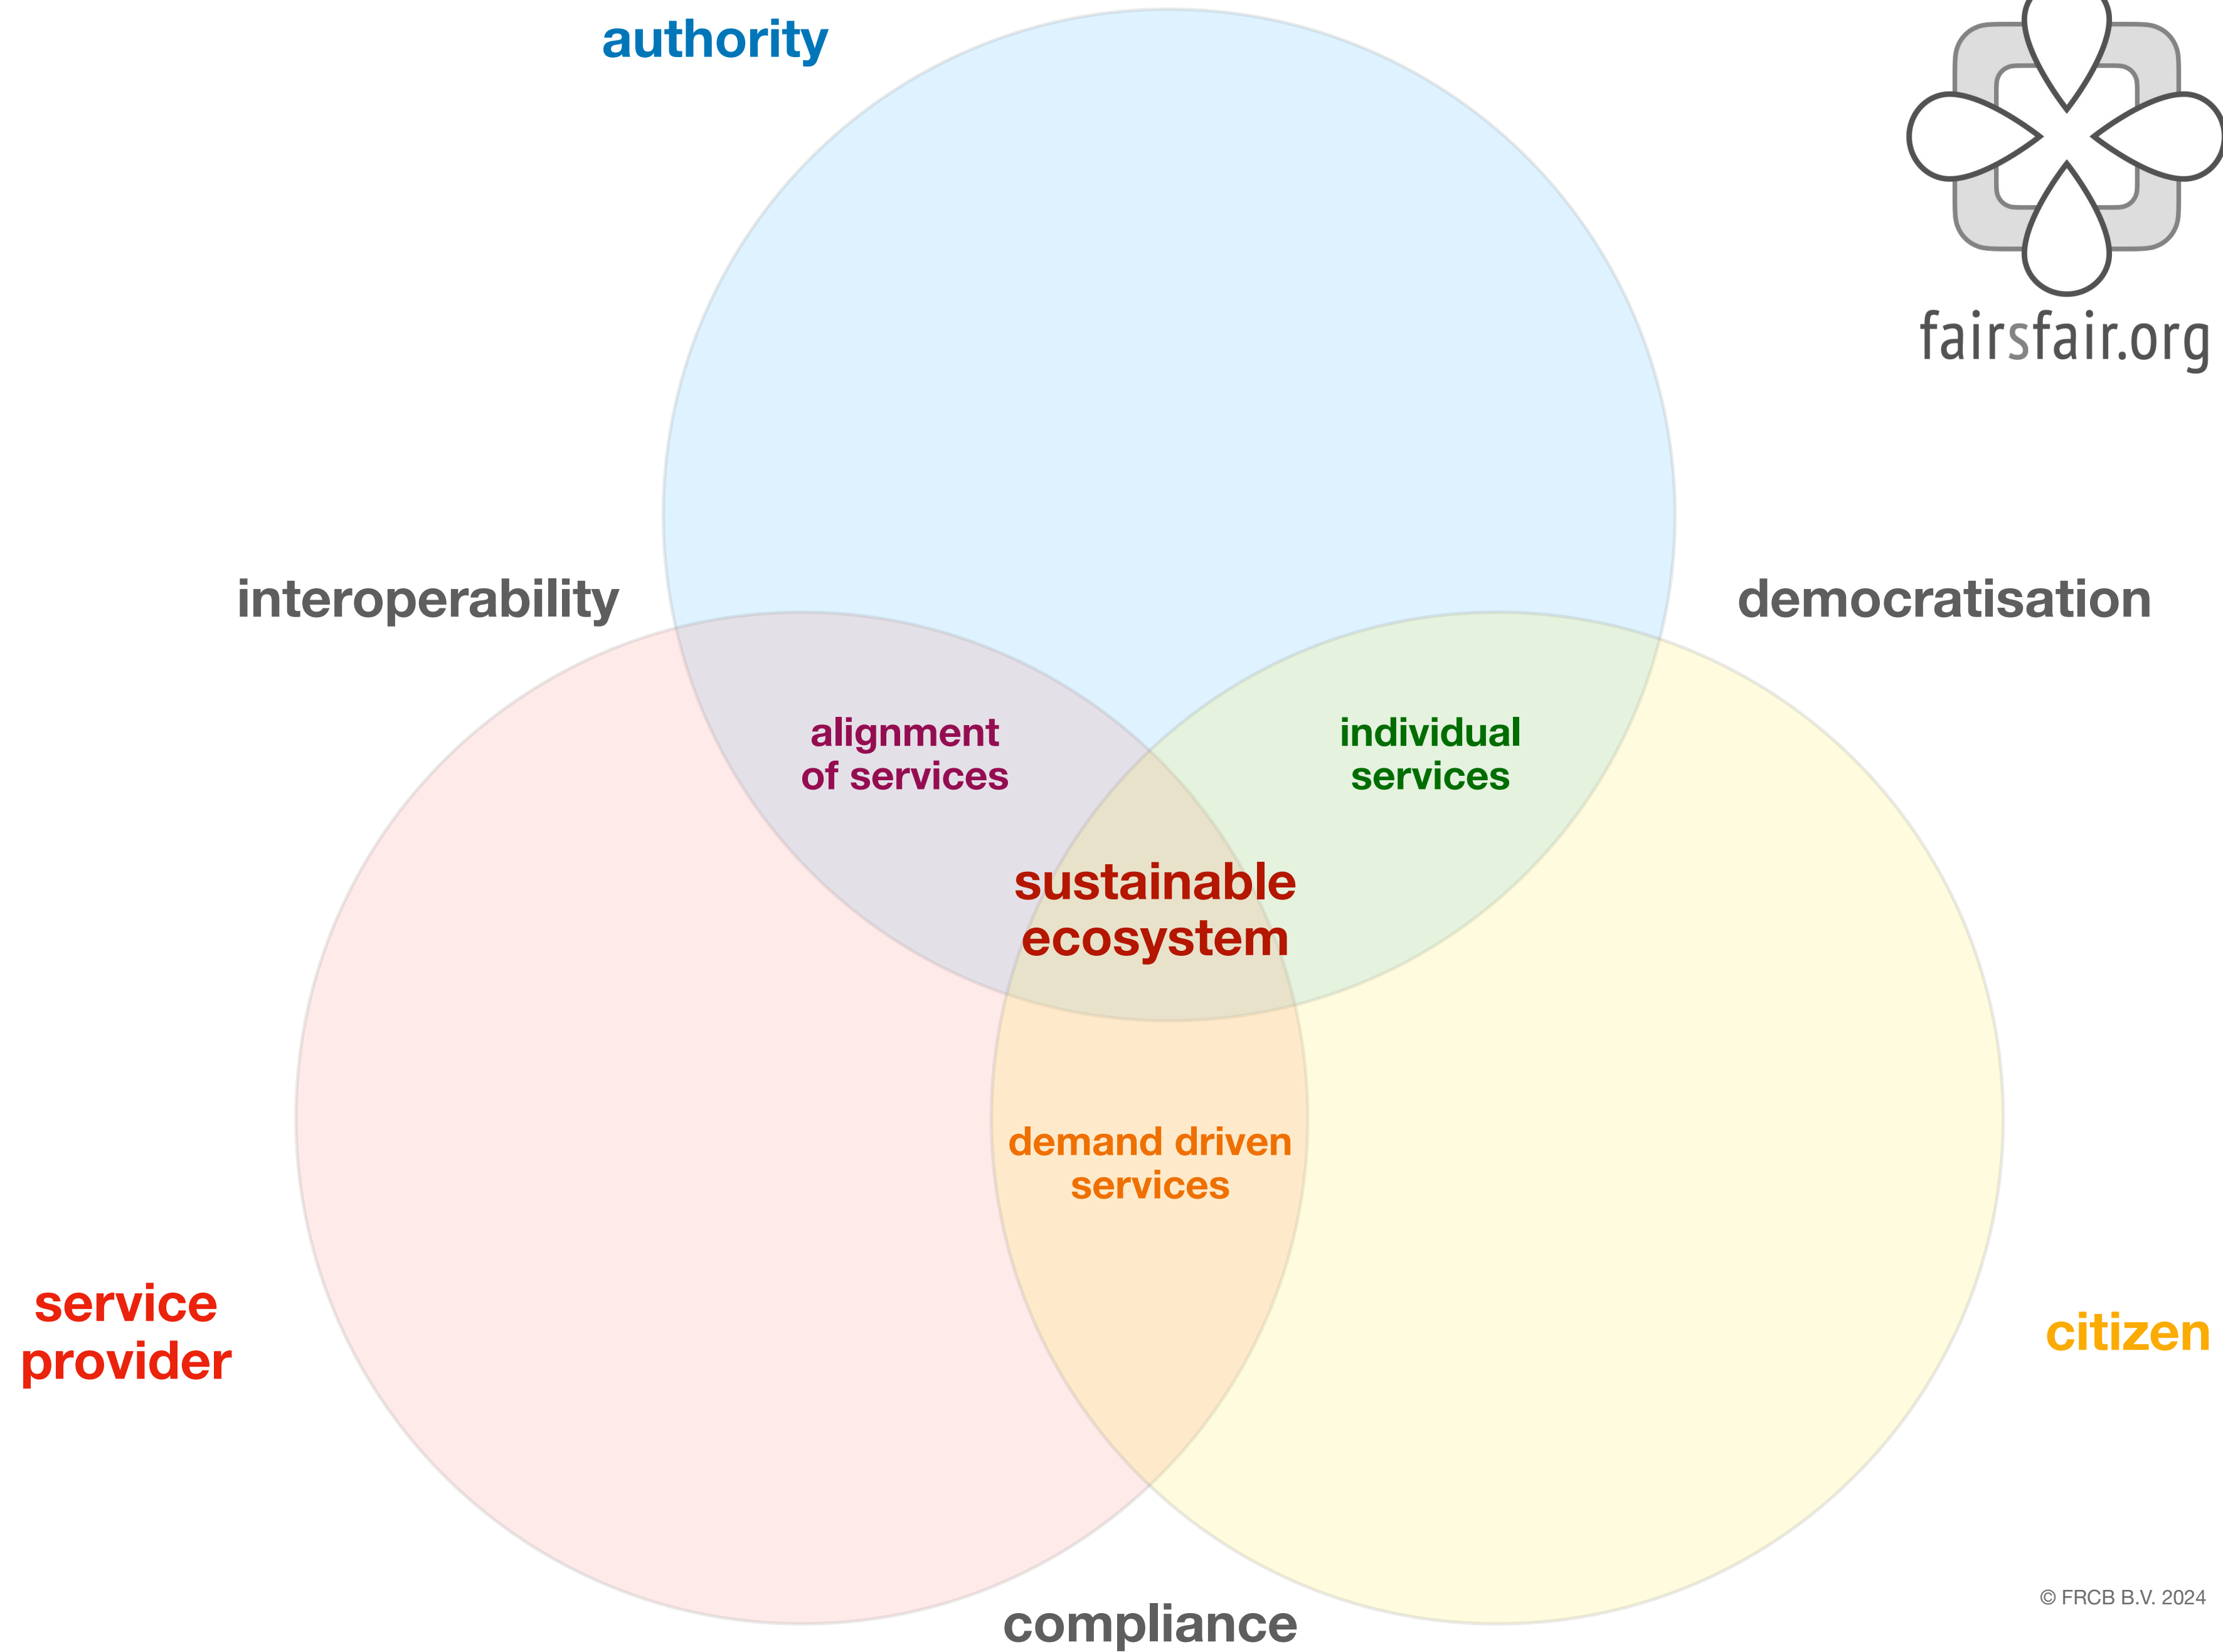 authority
fairsfair.org
interoperability
democratisation
alignment
of services
individual
services
sustainable
ecosystem
demand driven
services
service
provider
citizen
© FRCB B.V. 2024
compliance